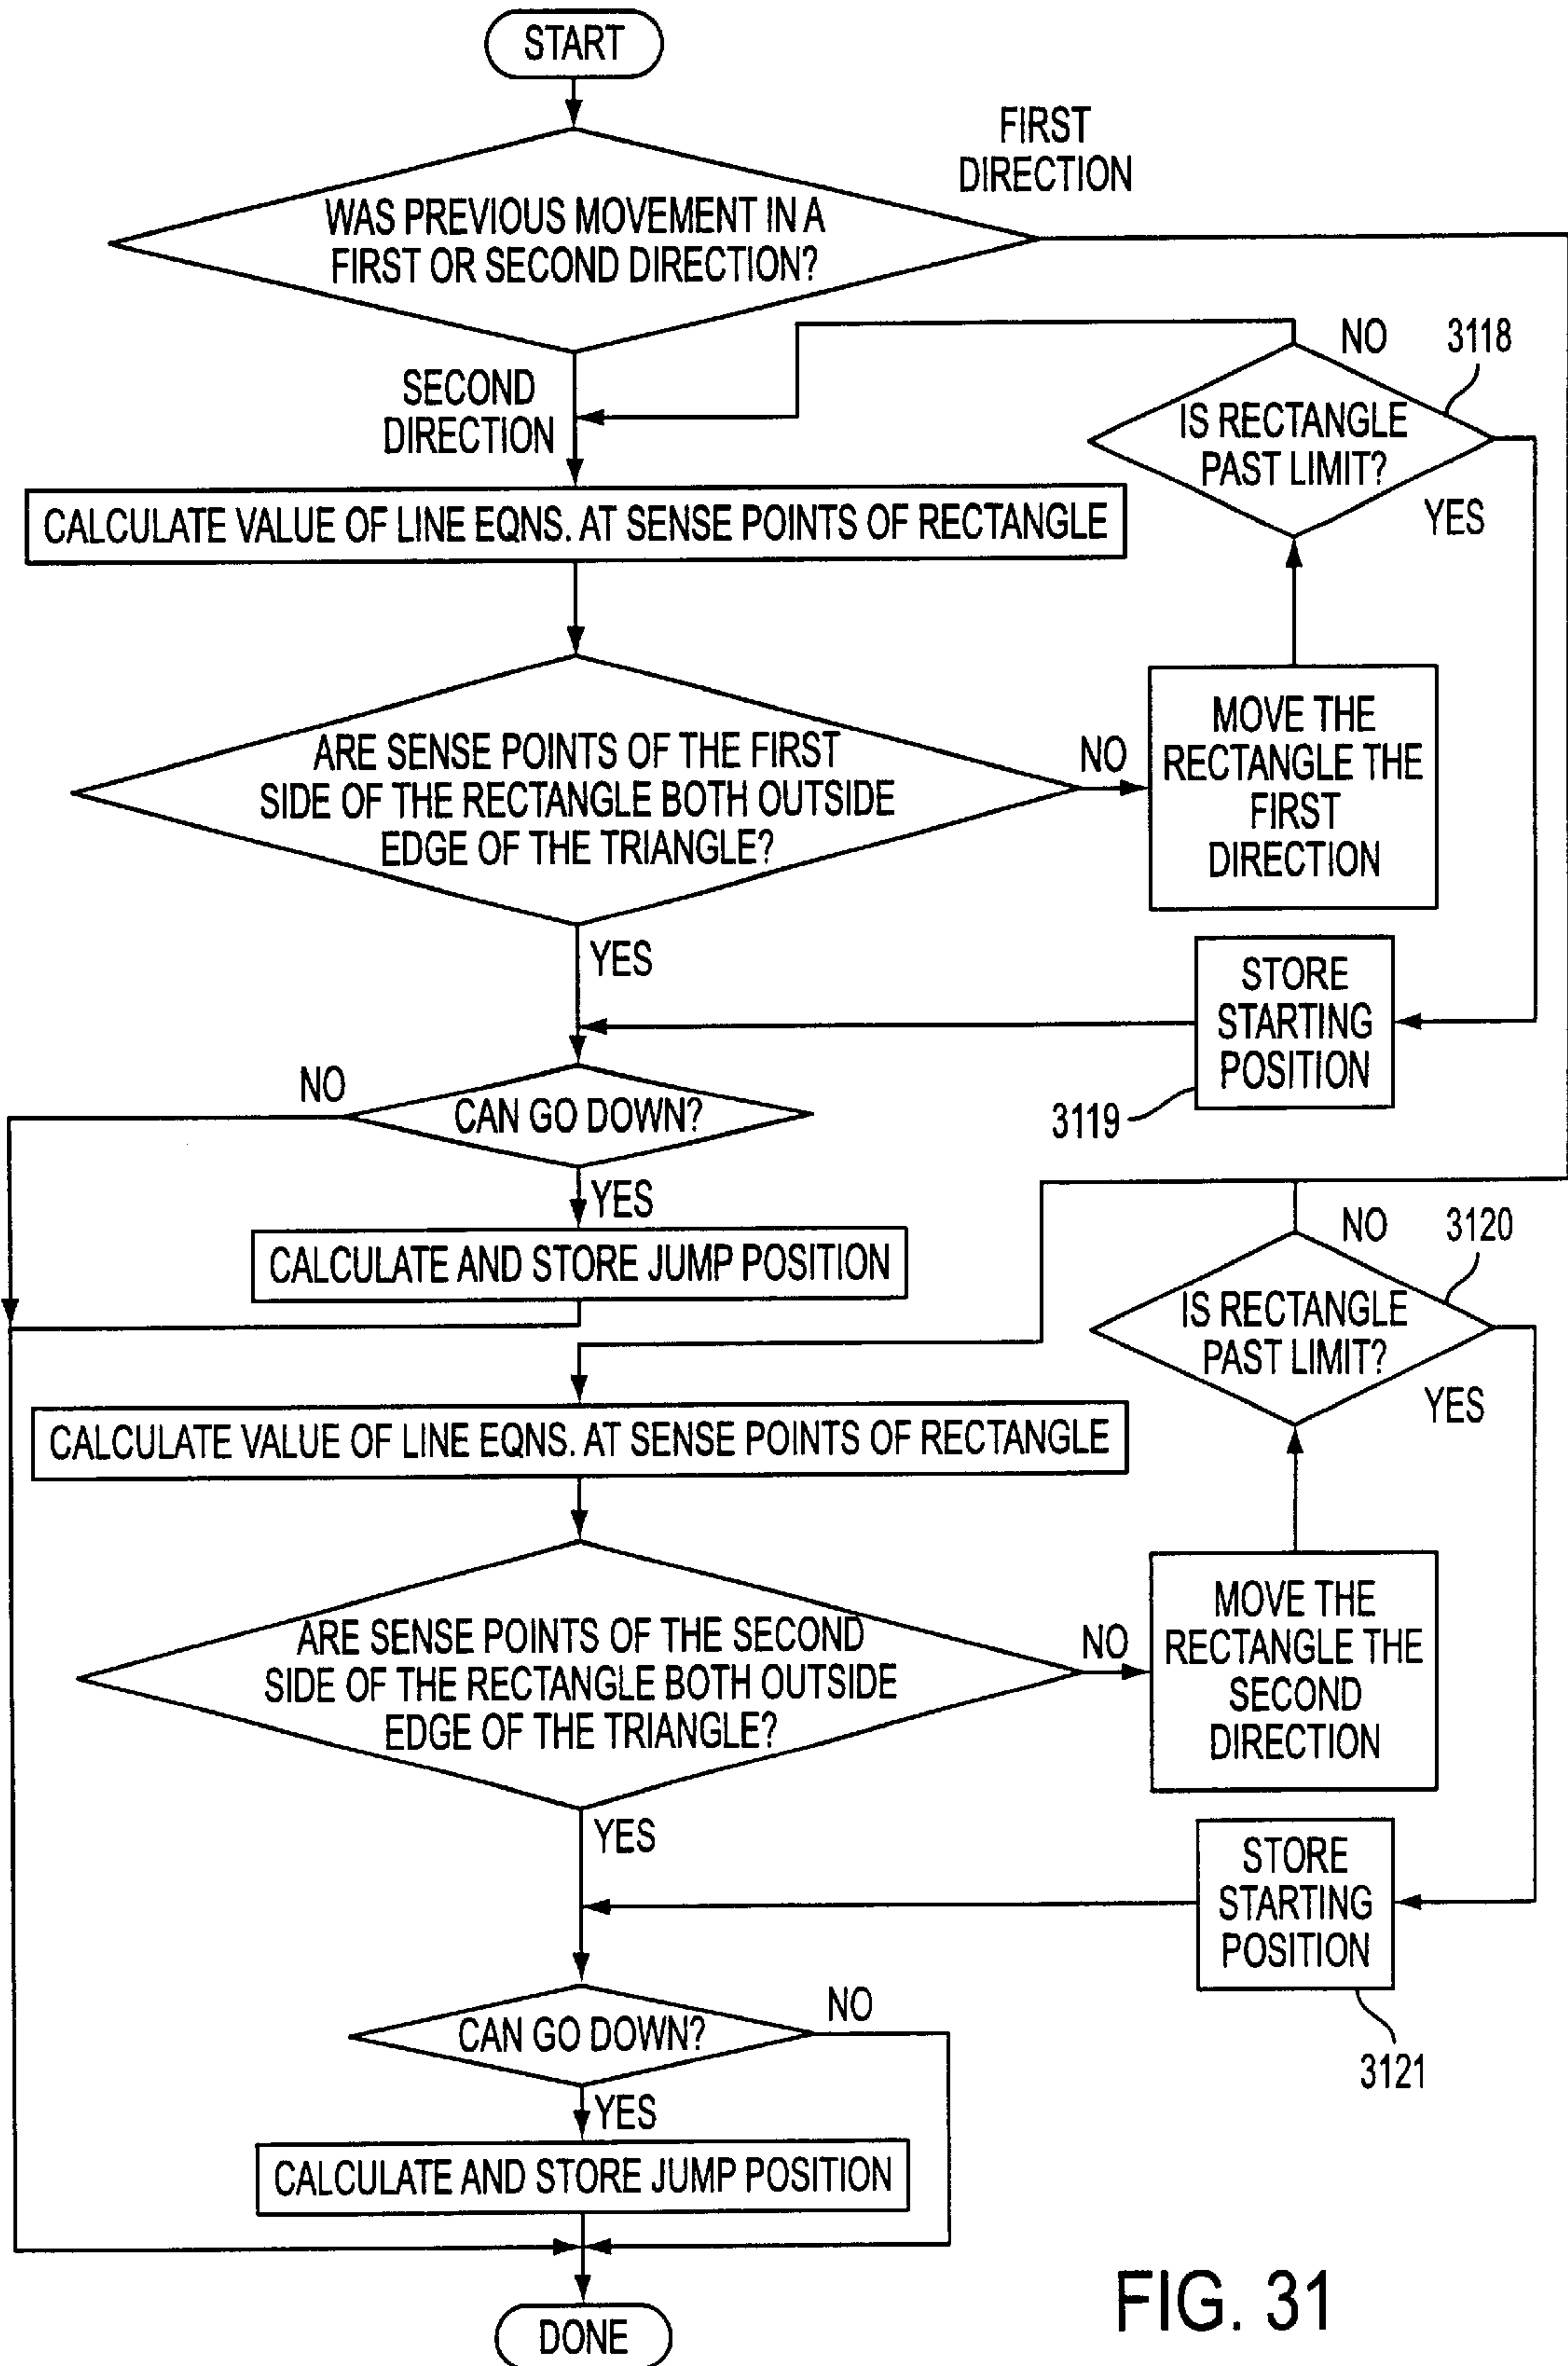 START
FIRST
DIRECTION
WAS PREVIOUS MOVEMENT IN A
FIRST OR SECOND DIRECTION?
NO
3118
SECOND
DIRECTION
IS RECTANGLE
PAST LIMIT?
YES
CALCULATE VALUE OF LINE EQNS. AT SENSE POINTS OF RECTANGLE
ARE SENSE POINTS OF THE FIRST
SIDE OF THE RECTANGLE BOTH OUTSIDE
EDGE OF THE TRIANGLE?
NO
MOVE THE
RECTANGLE THE
FIRST
DIRECTION
YES
STORE
STARTING
POSITION
3119
NO
CAN GO DOWN?
YES
CALCULATE AND STORE JUMP POSITION
NO
3120
IS RECTANGLE
PAST LIMIT?
YES
CALCULATE VALUE OF LINE EQNS. AT SENSE POINTS OF RECTANGLE
ARE SENSE POINTS OF THE SECOND
SIDE OF THE RECTANGLE BOTH OUTSIDE
EDGE OF THE TRIANGLE?
NO
MOVE THE
RECTANGLE THE
SECOND
DIRECTION
YES
STORE
STARTING
POSITION
3121
CAN GO DOWN?
NO
YES
CALCULATE AND STORE JUMP POSITION
DONE
FIG. 31